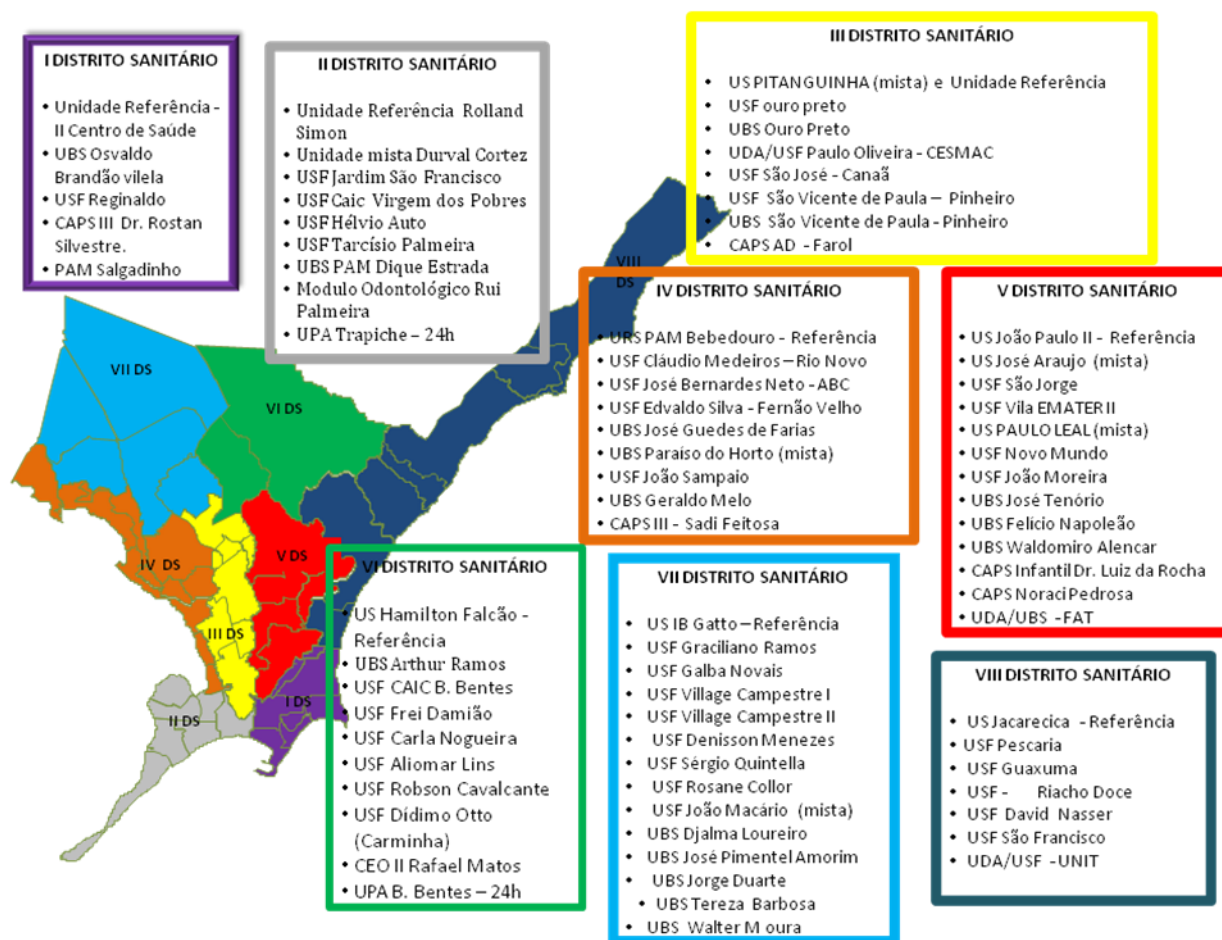 I DISTRITO SANITÁRIO
• Unidade Referência -
II Centro de Saúde
• UBS Osvaldo
Brandão vilela
• USF Reginaldo
• CAPS III Dr. Rostan
Silvestre.
• PAM Salgadinho
II DISTRITO SANITÁRIO
• Unidade Referência Rolland
Simon
• Unidade mista Durval Cortez
• USF Jardim São Francisco
• USF Caic Virgem dos Pobres
• USF Hélvio Auto
• USF Tarcísio Palmeira
• UBS PAM Dique Estrada
• Modulo Odontológico Rui
Palmeira
• UPA Trapiche – 24h
III DISTRITO SANITÁRIO
• US PITANGUINHA (mista) e Unidade Referência
• USF ouro preto
• UBS Ouro Preto
• UDA/USF Paulo Oliveira - CESMAC
• USF São José - Canaã
• USF São Vicente de Paula – Pinheiro
• UBS São Vicente de Paula - Pinheiro
• CAPS AD - Farol
IV DISTRITO SANITÁRIO
• URS PAM Bebedouro - Referência
• USF Cláudio Medeiros – Rio Novo
• USF José Bernardes Neto - ABC
• USF Edvaldo Silva - Fernão Velho
• UBS José Guedes de Farias
• UBS Paraíso do Horto (mista)
• USF João Sampaio
• UBS Geraldo Melo
• CAPS III - Sadi Feitosa
V DISTRITO SANITÁRIO
• US João Paulo II - Referência
• US José Araujo (mista)
• USF São Jorge
• USF Vila EMATER II
• US PAULO LEAL (mista)
• USF Novo Mundo
• USF João Moreira
• UBS José Tenório
• UBS Felício Napoleão
• UBS Waldomiro Alencar
• CAPS Infantil Dr. Luiz da Rocha
• CAPS Noraci Pedrosa
• UDA/UBS -FAT
VI DISTRITO SANITÁRIO
• US Hamilton Falcão -
Referência
• UBS Arthur Ramos
• USF CAIC B. Bentes
• USF Frei Damião
• USF Carla Nogueira
• USF Aliomar Lins
• USF Robson Cavalcante
• USF Dídimo Otto
(Carminha)
• CEO II Rafael Matos
• UPA B. Bentes – 24h
VII DISTRITO SANITÁRIO
• US IB Gatto – Referência
• USF Graciliano Ramos
• USF Galba Novais
• USF Village Campestre I
• USF Village Campestre II
• USF Denisson Menezes
• USF Sérgio Quintella
• USF Rosane Collor
• USF João Macário (mista)
• UBS Djalma Loureiro
• UBS José Pimentel Amorim
• UBS Jorge Duarte
• UBS Tereza Barbosa
• UBS Walter Moura
VIII DISTRITO SANITÁRIO
• US Jacarecica - Referência
• USF Pescaria
• USF Guaxuma
• USF - Riacho Doce
• USF David Nasser
• USF São Francisco
• UDA/USF -UNIT
VIII
DS
VII DS
VI DS
V DS
IV DS
III DS
II DS
I DS